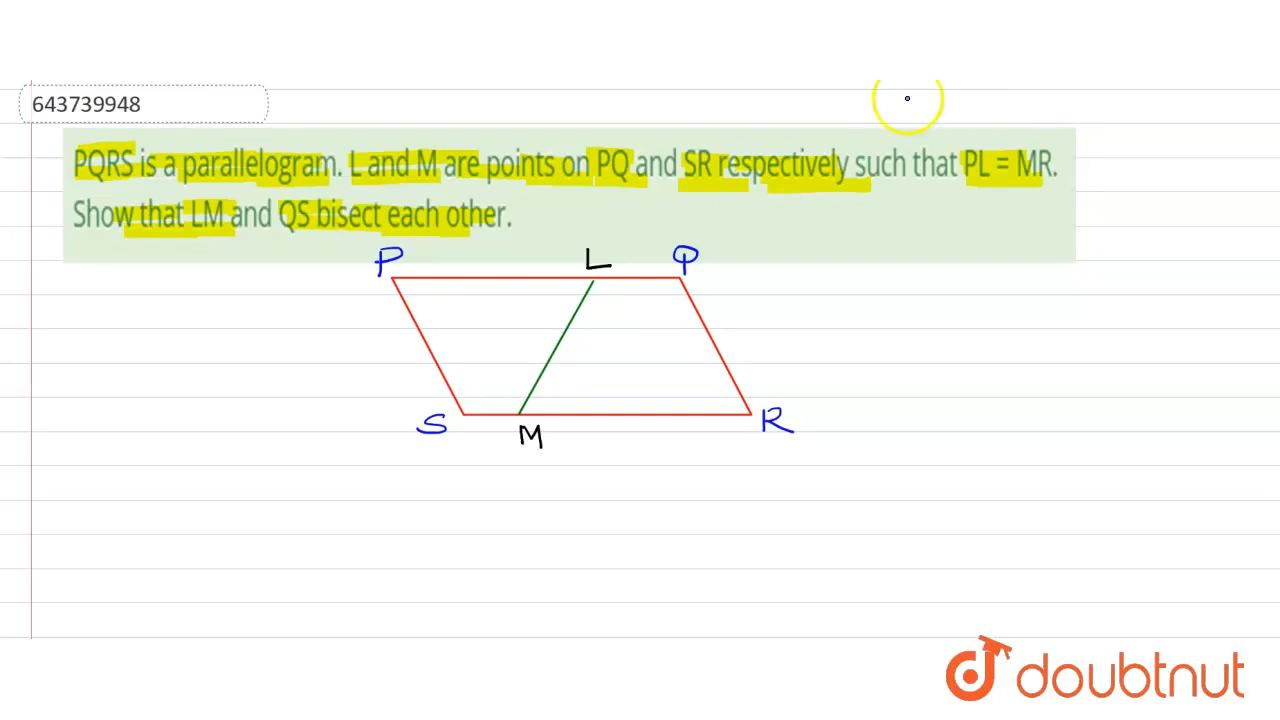 643739948
PQRS is a parallelogram. L and M are points on PQ and SR respectively such that PL = MR.
Show that LM and QS bisect each other.
P L Q
S M R
doubtnut